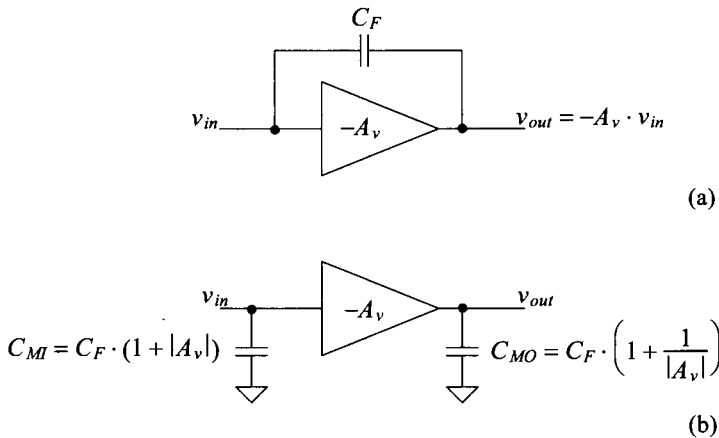 C_F
v_in
−A_v
v_out = −A_v · v_in
(a)
v_in
−A_v
v_out
C_MI = C_F · (1 + |A_v|)
C_MO = C_F · (1 + 1/|A_v|)
(b)